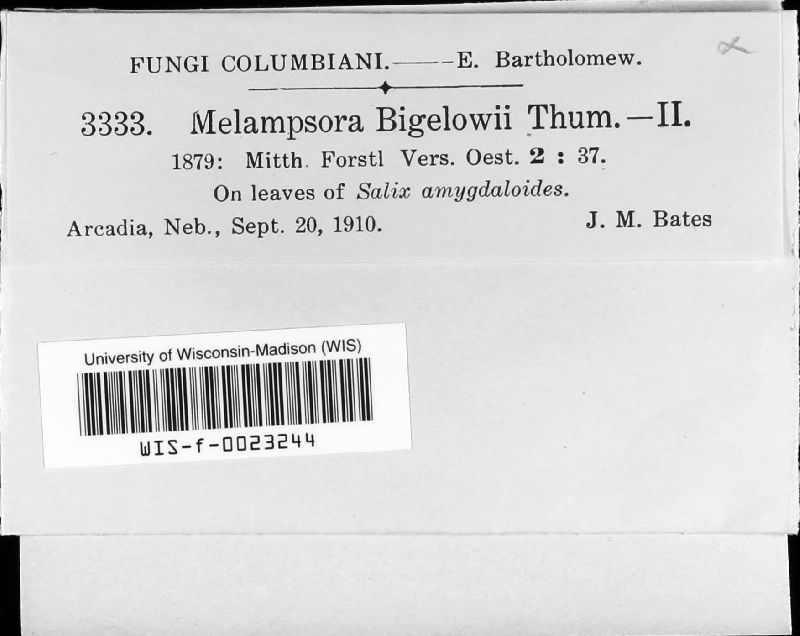 FUNGI COLUMBIANI.——E. Bartholomew.
3333. Melampsora Bigelowii Thum.—II.
1879: Mitth. Forstl Vers. Oest. 2 : 37.
On leaves of Salix amygdaloides.
Arcadia, Neb., Sept. 20, 1910. J. M. Bates
University of Wisconsin-Madison (WIS)
WIS-f-0023244